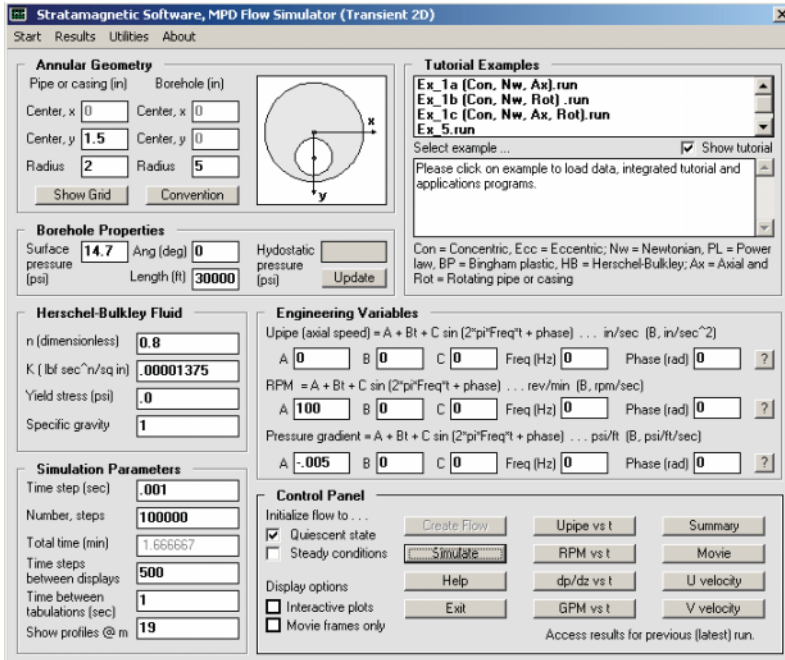 Stratamagnetic Software, MPD Flow Simulator (Transient 2D)
Start Results Utilities About
Annular Geometry
Pipe or casing (in) Borehole (in)
Center, x 0 Center, x 0
Center, y 1.5 Center, y 0
Radius 2 Radius 5
Show Grid Convention
x
y
Tutorial Examples
Ex_1a (Con, Nw, Ax).run
Ex_1b (Con, Nw, Rot) .run
Ex_1c (Con, Nw, Ax, Rot).run
Ex_5.run
Select example ... Show tutorial
Please click on example to load data, integrated tutorial and
applications programs.
Con = Concentric, Ecc = Eccentric; Nw = Newtonian, PL = Power
law, BP = Bingham plastic, HB = Herschel-Bulkley; Ax = Axial and
Rot = Rotating pipe or casing
Borehole Properties
Surface pressure (psi) 14.7 Ang (deg) 0 Hydostatic pressure (psi)
Length (ft) 30000 Update
Herschel-Bulkley Fluid
n (dimensionless) 0.8
K ( lbf sec^n/sq in) .00001375
Yield stress (psi) .0
Specific gravity 1
Engineering Variables
Upipe (axial speed) = A + Bt + C sin (2*pi*Freq*t + phase) . . . in/sec (B, in/sec^2)
A 0 B 0 C 0 Freq (Hz) 0 Phase (rad) 0 ?
RPM = A + Bt + C sin (2*pi*Freq*t + phase) . . . rev/min (B, rpm/sec)
A 100 B 0 C 0 Freq (Hz) 0 Phase (rad) 0 ?
Pressure gradient = A + Bt + C sin (2*pi*Freq*t + phase) . . . psi/ft (B, psi/ft/sec)
A -.005 B 0 C 0 Freq (Hz) 0 Phase (rad) 0 ?
Simulation Parameters
Time step (sec) .001
Number, steps 100000
Total time (min) 1.666667
Time steps between displays 500
Time between tabulations (sec) 1
Show profiles @ m 19
Control Panel
Initialize flow to . . .
Quiescent state
Steady conditions
Display options
Interactive plots
Movie frames only
Create Flow Upipe vs t Summary
Simulate RPM vs t Movie
Help dp/dz vs t U velocity
Exit GPM vs t V velocity
Access results for previous (latest) run.